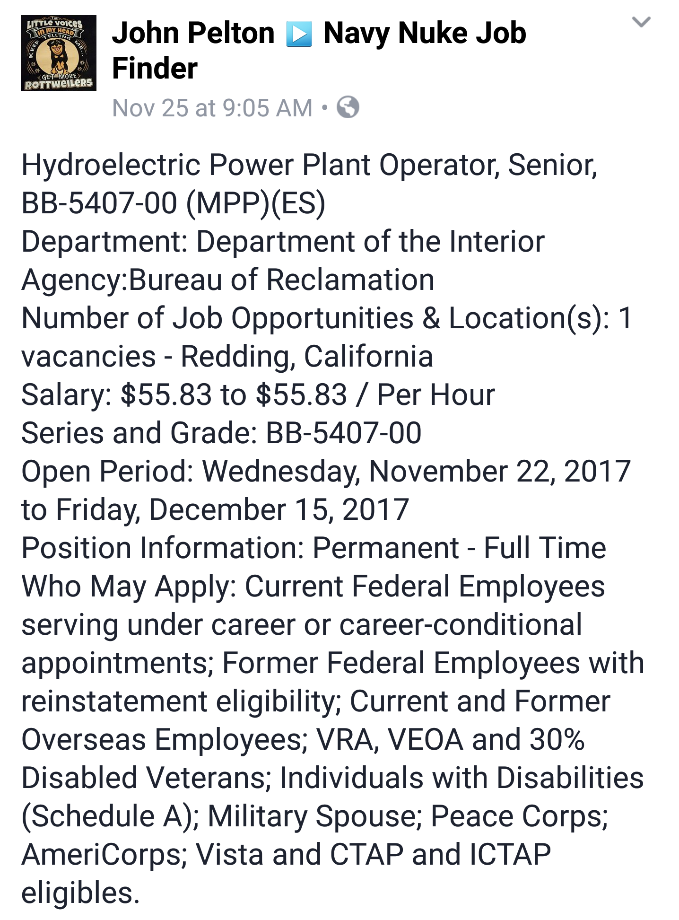 LITTLE VOICES
IN MY HEAD
KEEP TELLING ME
GET MORE
ROTTWEILERS
John Pelton ▶ Navy Nuke Job
Finder
Nov 25 at 9:05 AM •
Hydroelectric Power Plant Operator, Senior,
BB-5407-00 (MPP)(ES)
Department: Department of the Interior
Agency:Bureau of Reclamation
Number of Job Opportunities & Location(s): 1
vacancies - Redding, California
Salary: $55.83 to $55.83 / Per Hour
Series and Grade: BB-5407-00
Open Period: Wednesday, November 22, 2017
to Friday, December 15, 2017
Position Information: Permanent - Full Time
Who May Apply: Current Federal Employees
serving under career or career-conditional
appointments; Former Federal Employees with
reinstatement eligibility; Current and Former
Overseas Employees; VRA, VEOA and 30%
Disabled Veterans; Individuals with Disabilities
(Schedule A); Military Spouse; Peace Corps;
AmeriCorps; Vista and CTAP and ICTAP
eligibles.